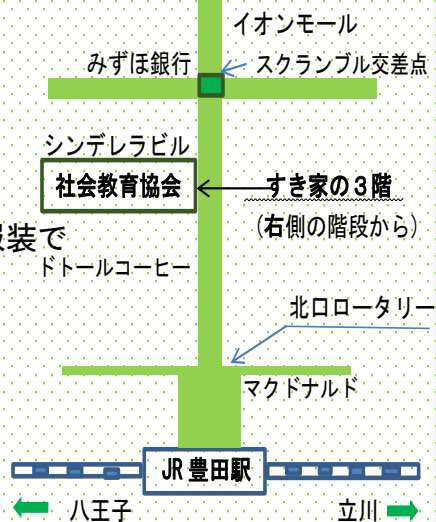 イオンモール
みずほ銀行
スクランブル交差点
シンデレラビル
社会教育協会
すき家の3階
(右側の階段から)
服装で
ドトールコーヒー
北口ロータリー
マクドナルド
JR豊田駅
八王子
立川